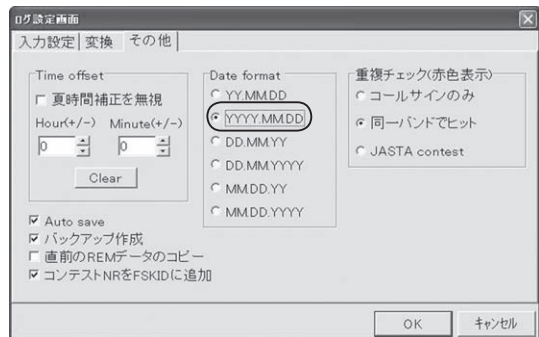 ログ設定画面
入力設定 変換 その他
Time offset
夏時間補正を無視
Hour(+/-) Minute(+/-)
0 0
Clear
Auto save
バックアップ作成
直前のREMデータのコピー
コンテストNRをFSKIDに追加
Date format
YY.MM.DD
YYYY.MM.DD
DD.MM.YY
DD.MM.YYYY
MM.DD.YY
MM.DD.YYYY
重複チェック(赤色表示)
コールサインのみ
同一バンドでヒット
JASTA contest
OK キャンセル